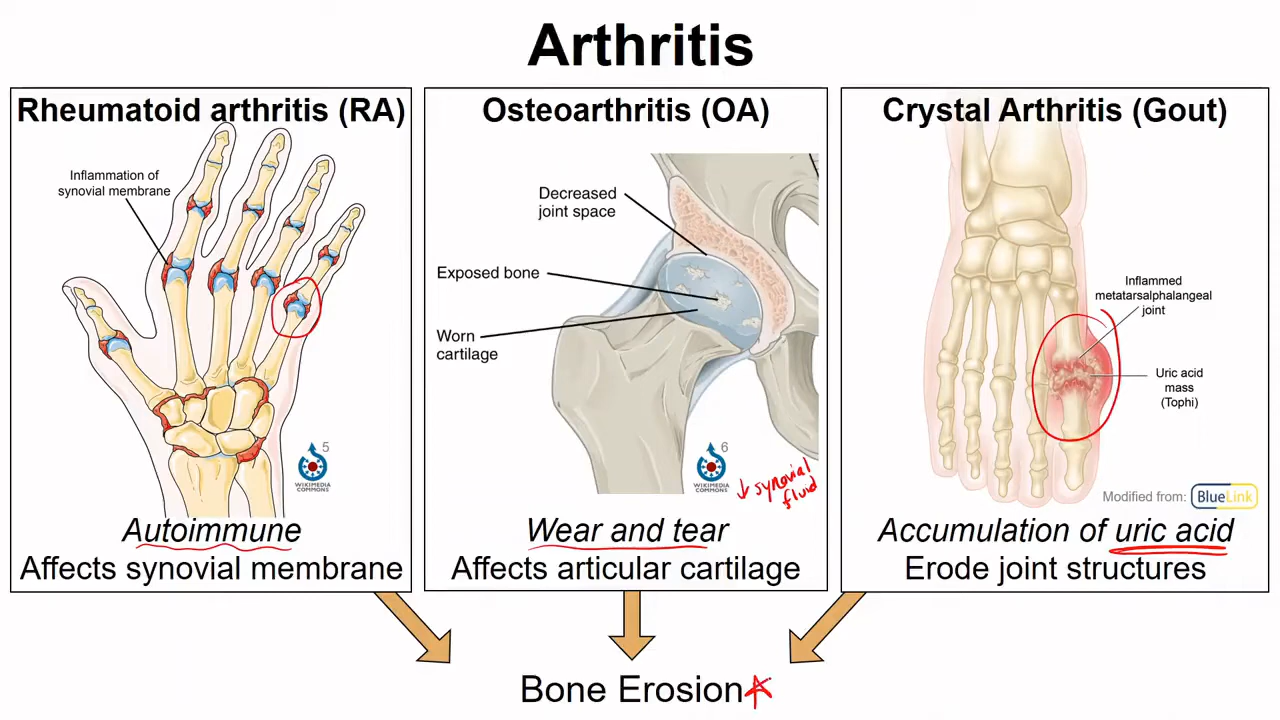 Arthritis
Rheumatoid arthritis (RA)
Inflammation of
synovial membrane
5
WIKIMEDIA
COMMONS
Autoimmune
Affects synovial membrane
Osteoarthritis (OA)
Decreased
joint space
Exposed bone
Worn
cartilage
6
WIKIMEDIA
COMMONS
↓ synovial
fluid
Wear and tear
Affects articular cartilage
Crystal Arthritis (Gout)
Inflammed
metatarsalphalangeal
joint
Uric acid
mass
(Tophi)
Modified from: BlueLink
Accumulation of uric acid
Erode joint structures
Bone Erosion